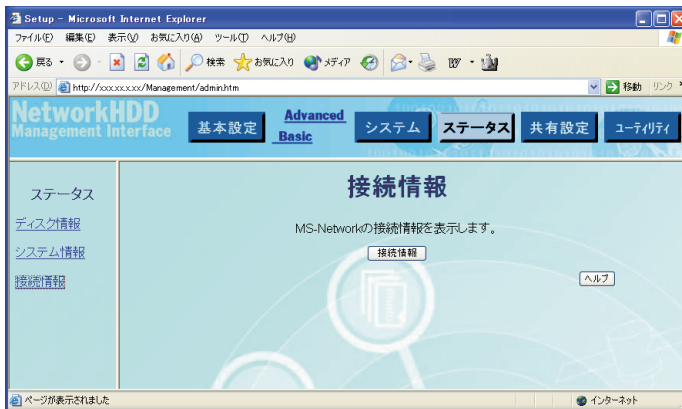 Setup - Microsoft Internet Explorer
ファイル(F) 編集(E) 表示(V) お気に入り(A) ツール(T) ヘルプ(H)
戻る 検索 お気に入り メディア
アドレス(D) http://xxx.xx.xx.xx/Management/admin.htm 移動 リンク
NetworkHDD
Management Interface
基本設定 Advanced Basic システム ステータス 共有設定 ユーティリティ
ステータス
ディスク情報
システム情報
接続情報
接続情報
MS-Networkの接続情報を表示します。
接続情報
ヘルプ
ページが表示されました インターネット